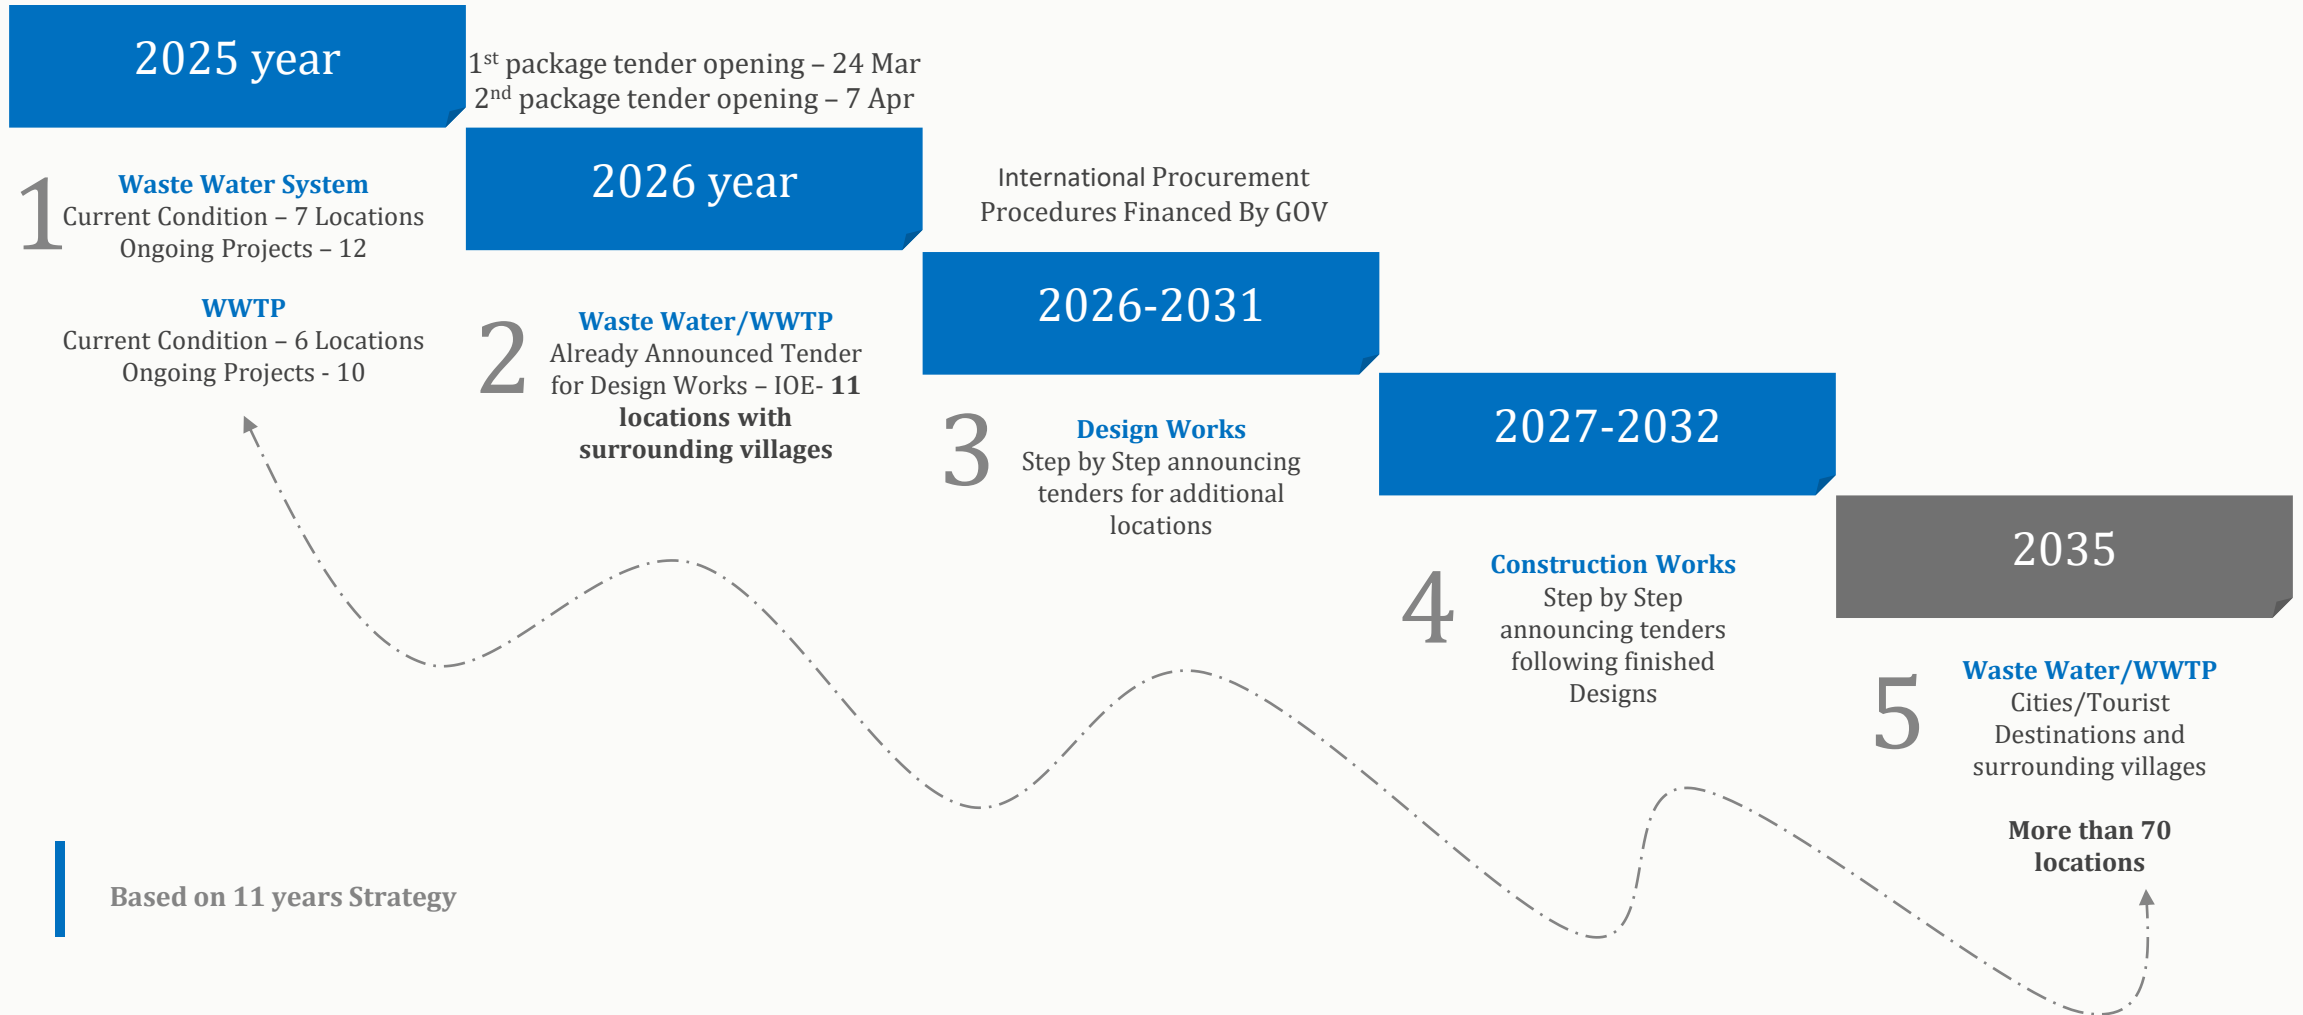 2025 year
1st package tender opening – 24 Mar
2nd package tender opening – 7 Apr
1
Waste Water System
Current Condition – 7 Locations
Ongoing Projects – 12
WWTP
Current Condition – 6 Locations
Ongoing Projects - 10
2026 year
2
Waste Water/WWTP
Already Announced Tender
for Design Works – IOE- 11
locations with
surrounding villages
International Procurement
Procedures Financed By GOV
2026-2031
3
Design Works
Step by Step announcing
tenders for additional
locations
2027-2032
4
Construction Works
Step by Step
announcing tenders
following finished
Designs
2035
5
Waste Water/WWTP
Cities/Tourist
Destinations and
surrounding villages
More than 70
locations
Based on 11 years Strategy